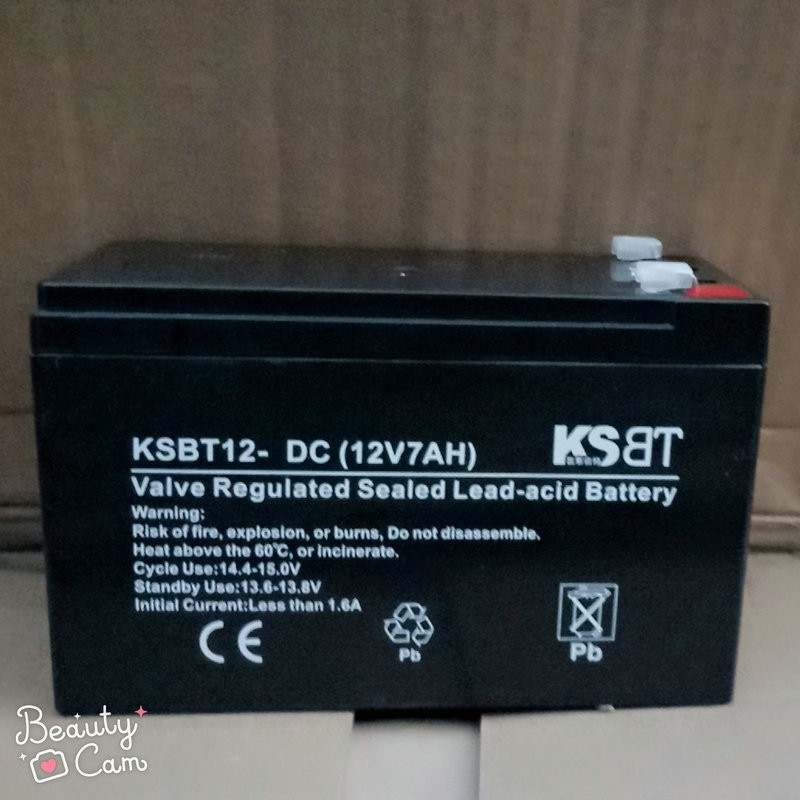 KSBT12- DC (12V7AH)
KSBT
Valve Regulated Sealed Lead-acid Battery
Warning:
Risk of fire, explosion, or burns, Do not disassemble.
Heat above the 60℃, or incinerate.
Cycle Use:14.4-15.0V
Standby Use:13.6-13.8V
Initial Current:Less than 1.6A
CE
Pb
Pb
Beauty
Cam